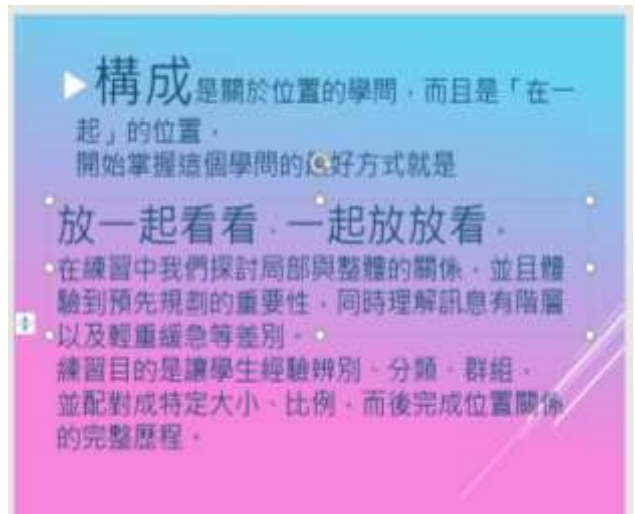 構成是關於位置的學問，而且是「在一
起」的位置，
開始掌握這個學問的最好方式就是
放一起看看，一起放放看，
在練習中我們探討局部與整體的關係，並且體
驗到預先規劃的重要性，同時理解訊息有階層
以及輕重緩急等差別。
練習目的是讓學生經驗辨別、分類、群組，
並配對成特定大小、比例，而後完成位置關係
的完整歷程。